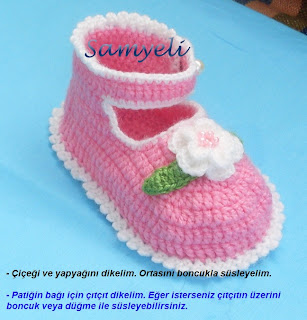 Samyeli
- Çiçeği ve yapyağını dikelim. Ortasını boncukla süsleyelim.
- Patiğin bağı için çıtçıt dikelim. Eğer isterseniz çıtçıtın üzerini
boncuk veya düğme ile süsleyebilirsiniz.